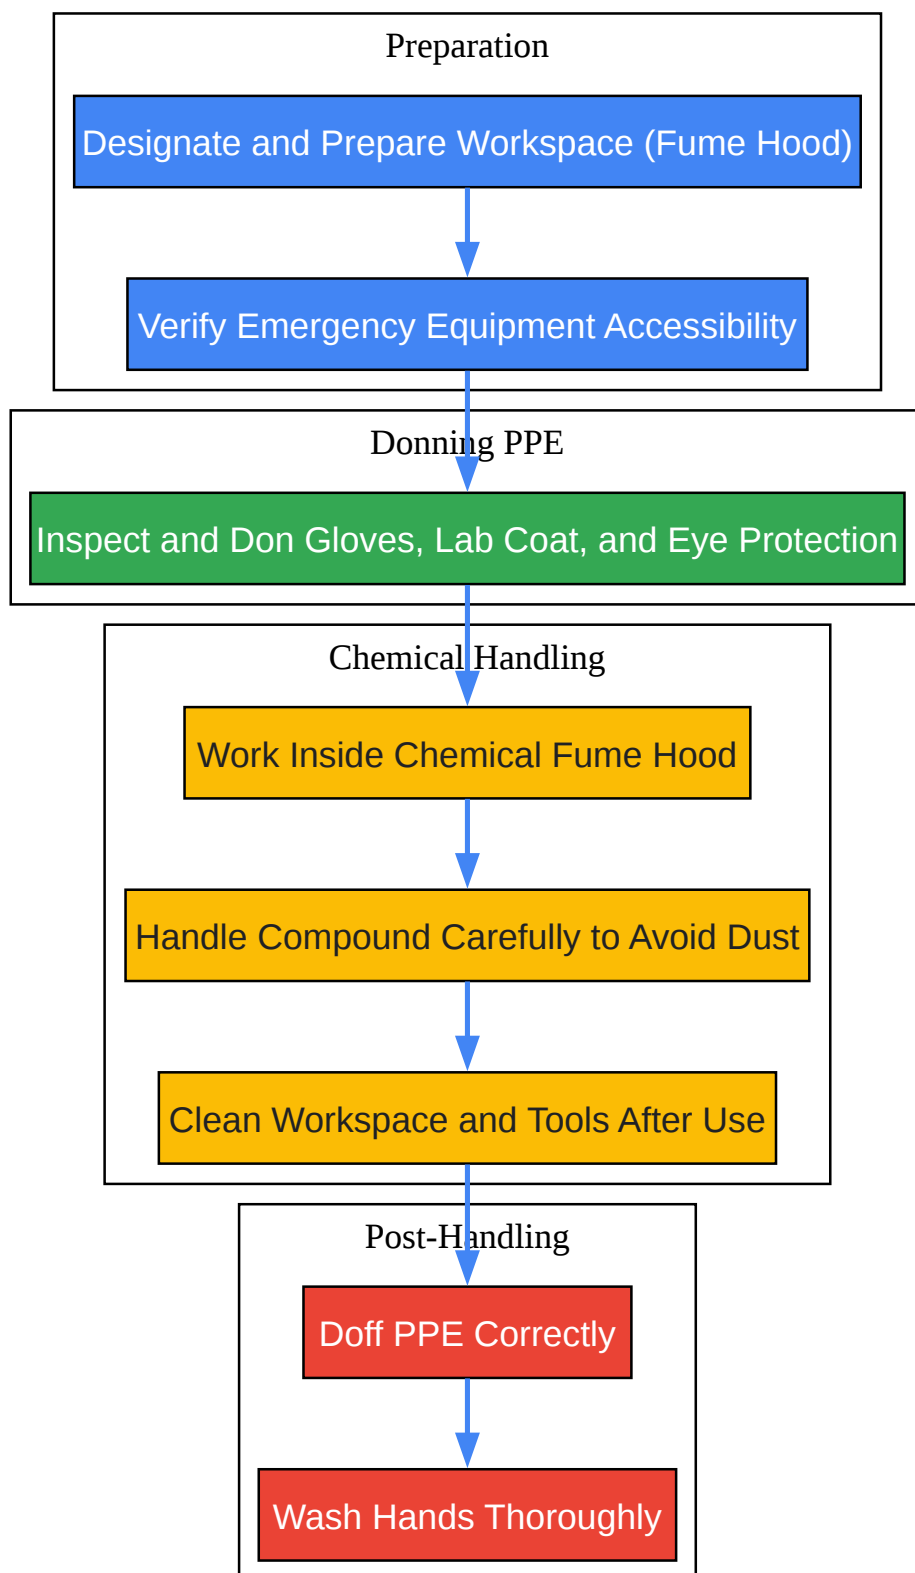 Preparation
Designate and Prepare Workspace (Fume Hood)
Verify Emergency Equipment Accessibility
Donning PPE
Inspect and Don Gloves, Lab Coat, and Eye Protection
Chemical Handling
Work Inside Chemical Fume Hood
Handle Compound Carefully to Avoid Dust
Clean Workspace and Tools After Use
Post-Handling
Doff PPE Correctly
Wash Hands Thoroughly